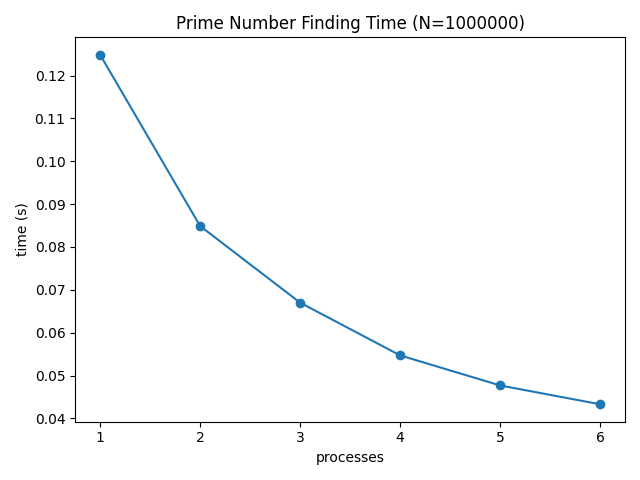 Prime Number Finding Time (N=1000000)
0.12
0.11
0.10
0.09
0.08
0.07
0.06
0.05
0.04
time (s)
1 2 3 4 5 6
processes